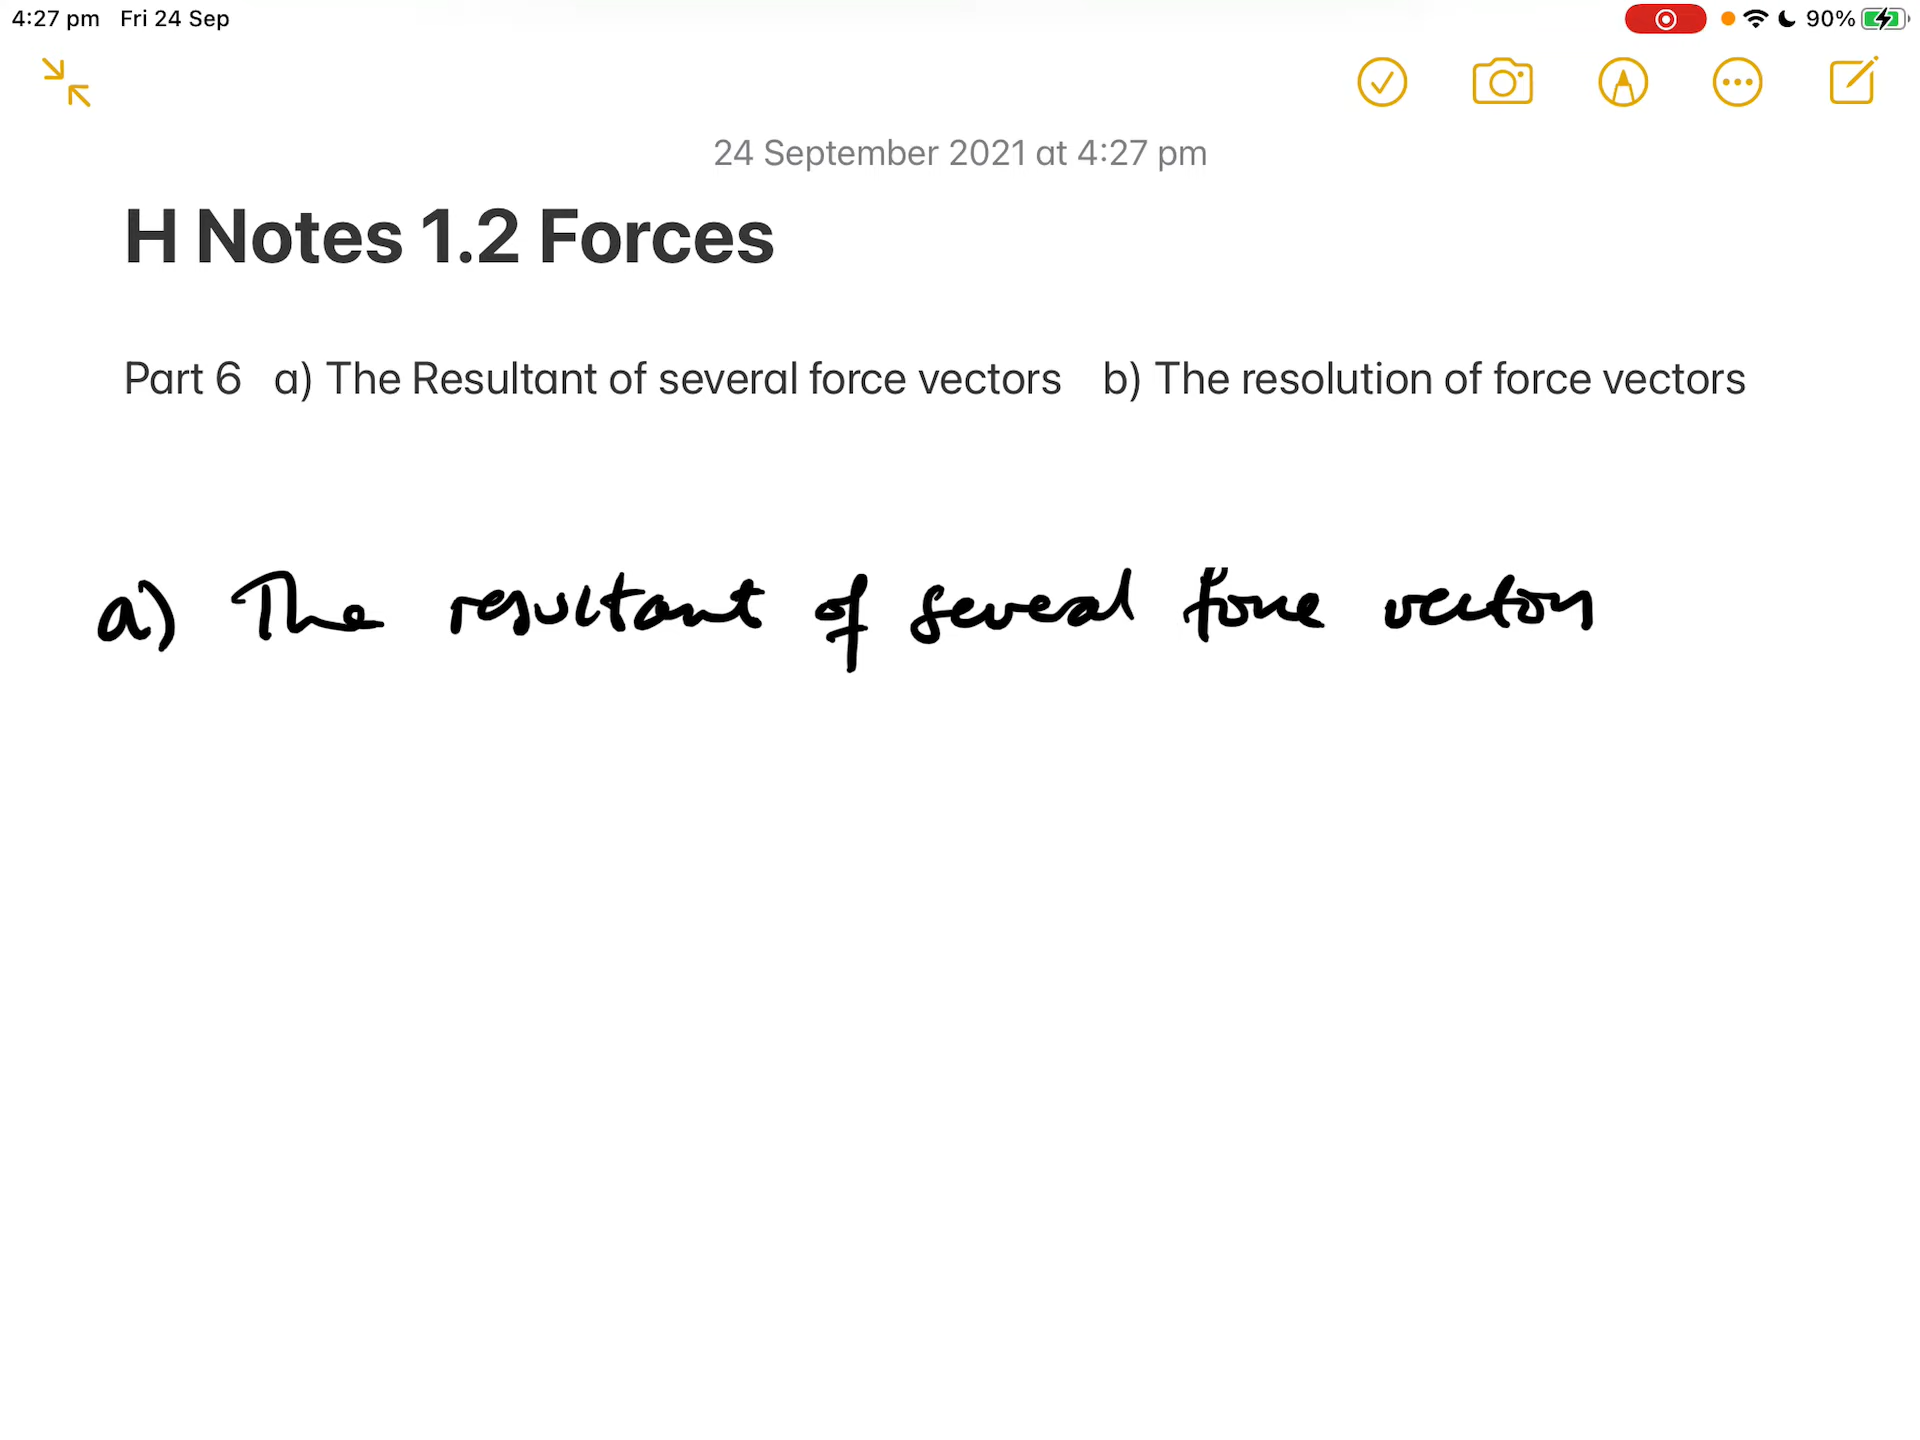 4:27 pm Fri 24 Sep 90%
24 September 2021 at 4:27 pm
H Notes 1.2 Forces
Part 6 a) The Resultant of several force vectors b) The resolution of force vectors
a) The resultant of several force vectors